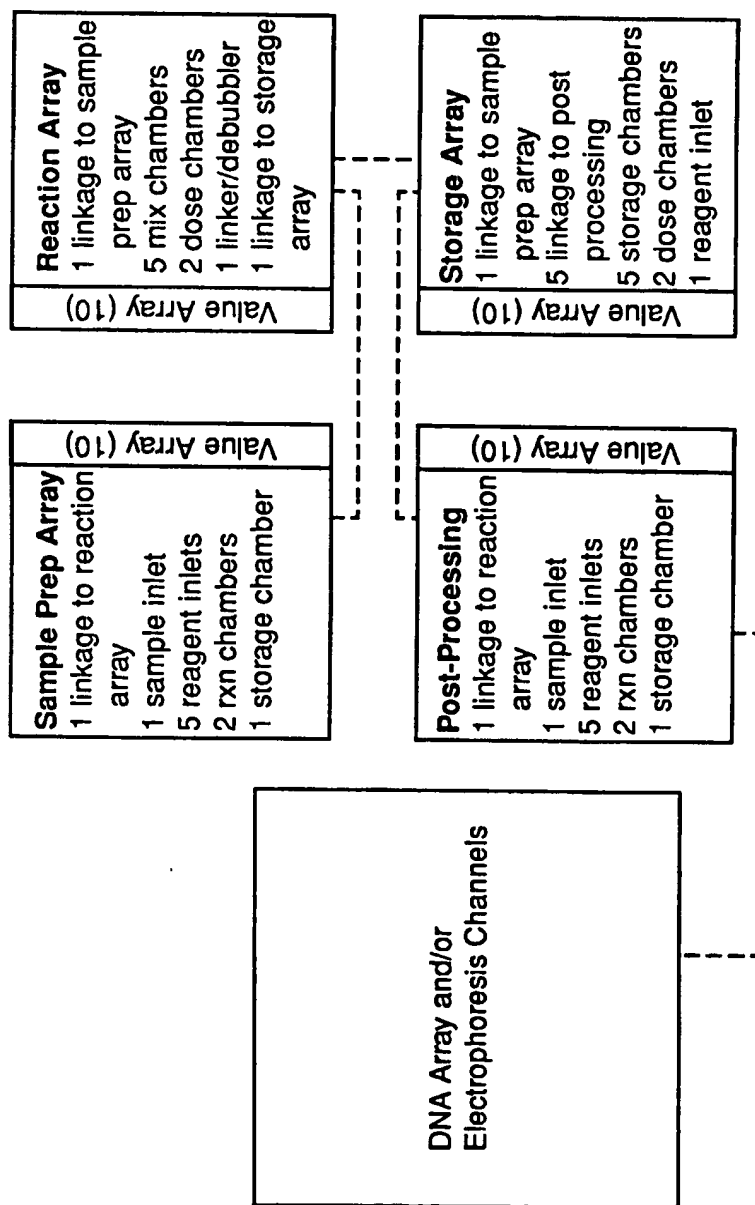 Sample Prep Array
1 linkage to reaction
array
1 sample inlet
5 reagent inlets
2 rxn chambers
1 storage chamber
Value Array (10)
Value Array (10)
Reaction Array
1 linkage to sample
prep array
5 mix chambers
2 dose chambers
1 linker/debubbler
1 linkage to storage
array
DNA Array and/or
Electrophoresis Channels
Post-Processing
1 linkage to reaction
array
1 sample inlet
5 reagent inlets
2 rxn chambers
1 storage chamber
Value Array (10)
Value Array (10)
Storage Array
1 linkage to sample
prep array
5 linkage to post
processing
5 storage chambers
2 dose chambers
1 reagent inlet